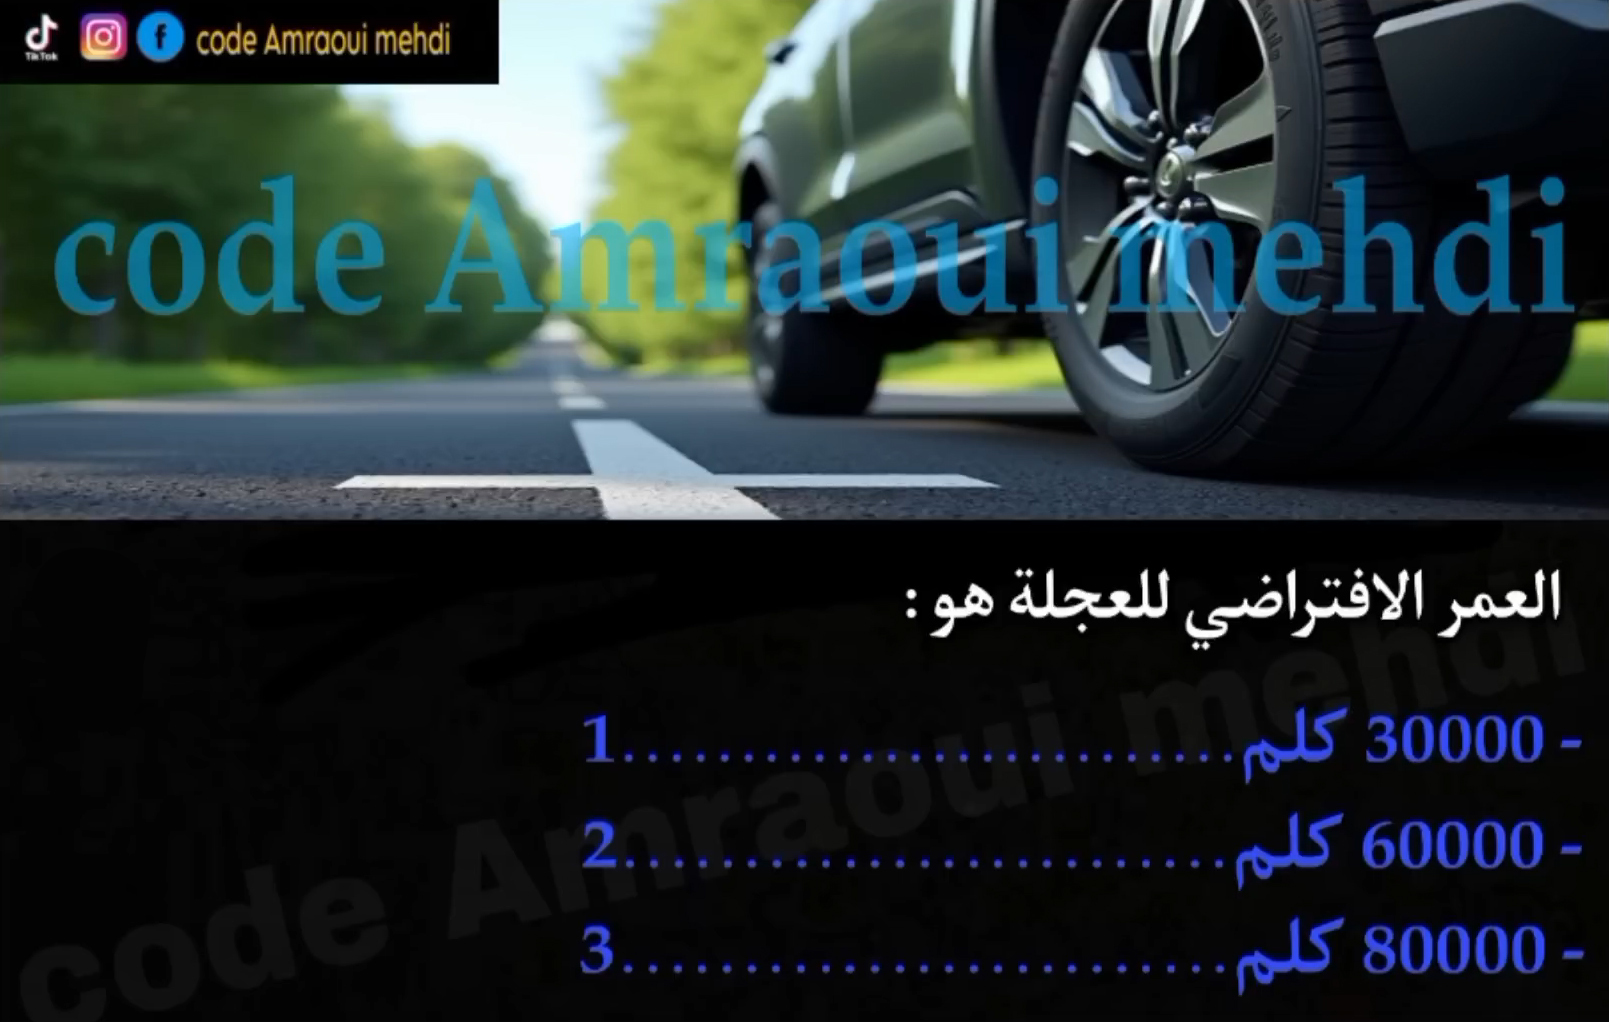 TikTok
code Amraoui mehdi
code Amraoui mehdi
العمر الافتراضي للعجلة هو :
- 30000 كلم.........................1
- 60000 كلم.........................2
- 80000 كلم.........................3
code Amraoui mehdi